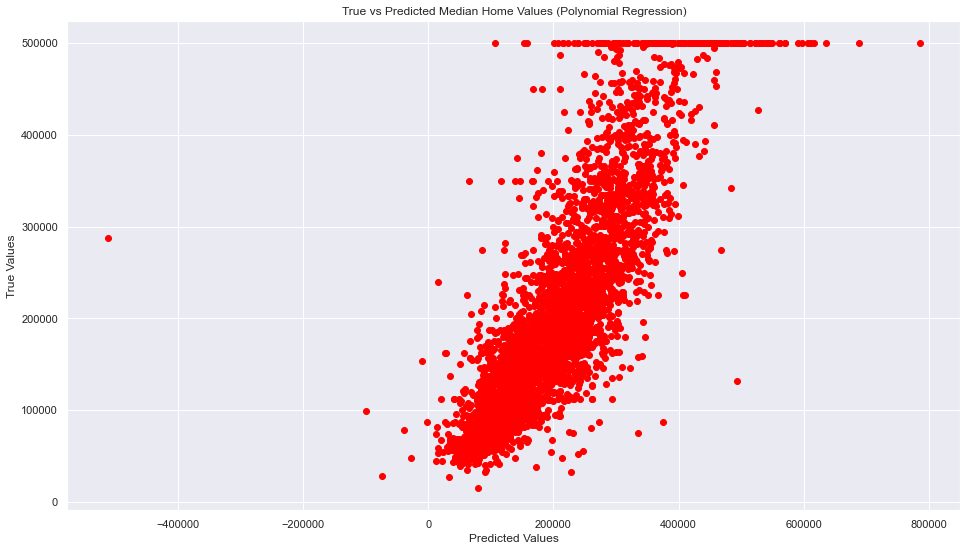 True vs Predicted Median Home Values (Polynomial Regression)
500000
400000
300000
200000
100000
0
True Values
−400000 −200000 0 200000 400000 600000 800000
Predicted Values